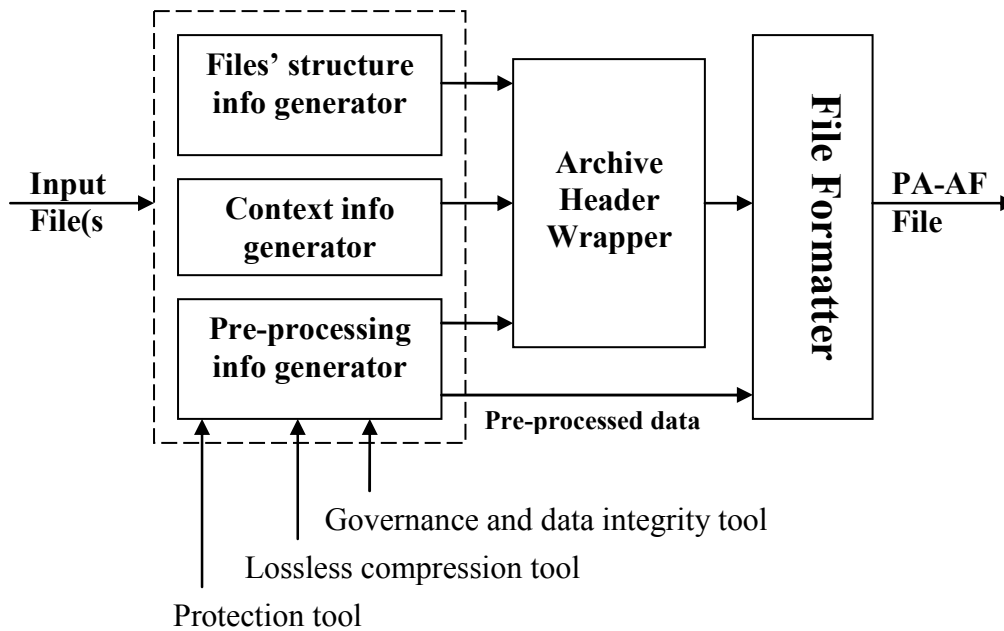 Files' structure
info generator
Input
File(s
Context info
generator
Pre-processing
info generator
Archive
Header
Wrapper
File Formatter
PA-AF
File
Pre-processed data
Governance and data integrity tool
Lossless compression tool
Protection tool